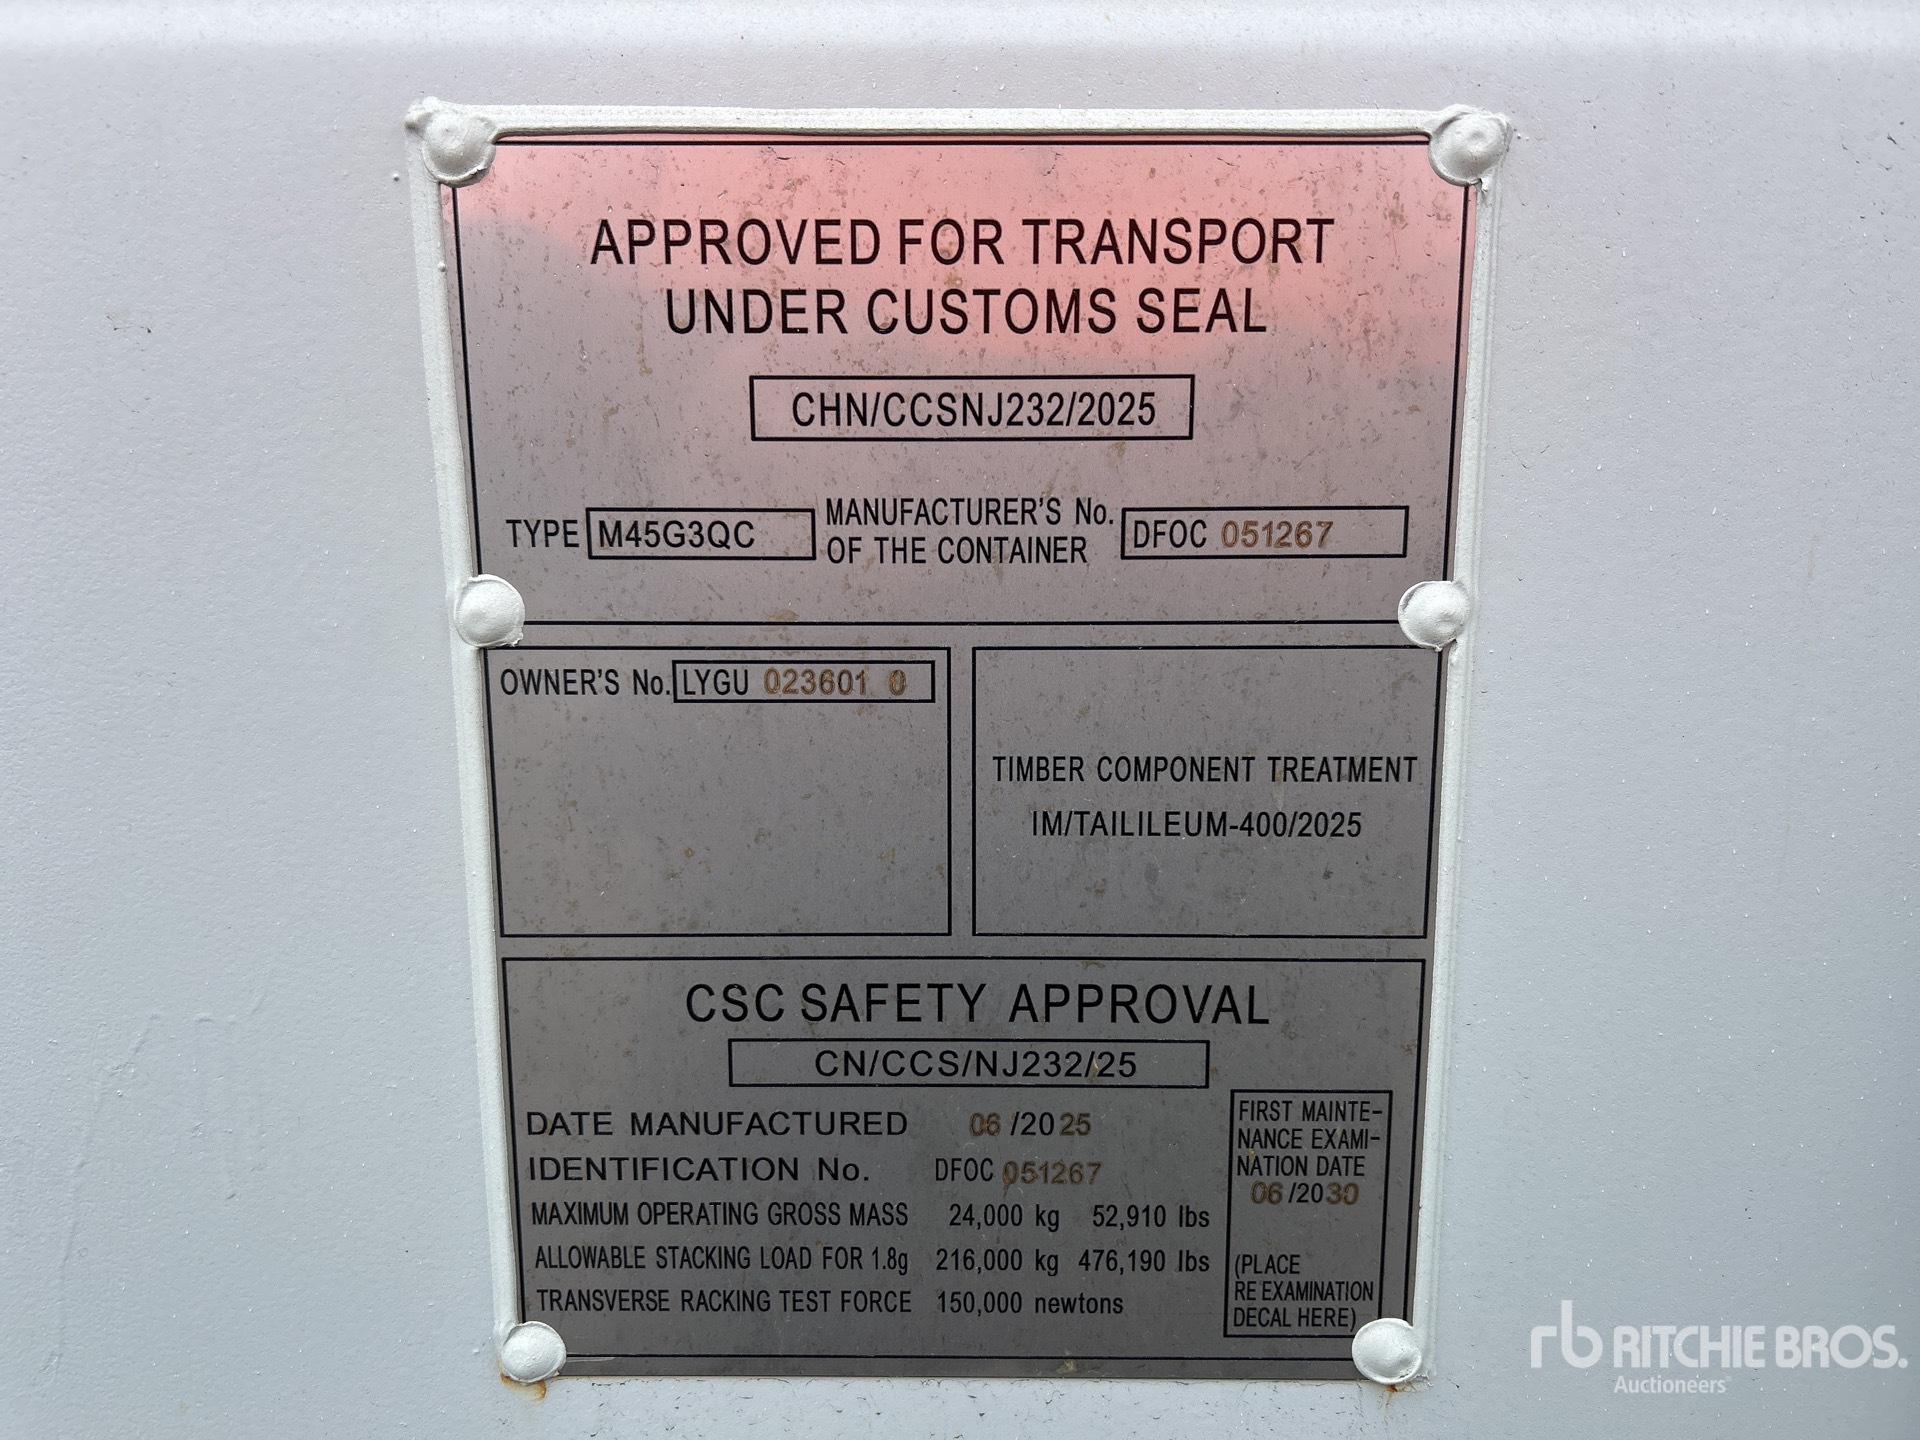 APPROVED FOR TRANSPORT
UNDER CUSTOMS SEAL
CHN/CCSNJ232/2025
TYPE M45G3QC MANUFACTURER'S No. OF THE CONTAINER DFOC 051267
OWNER'S No. LYGU 023601 0
TIMBER COMPONENT TREATMENT
IM/TAILILEUM-400/2025
CSC SAFETY APPROVAL
CN/CCS/NJ232/25
DATE MANUFACTURED 06/2025
IDENTIFICATION No. DFOC 051267
MAXIMUM OPERATING GROSS MASS 24,000 kg 52,910 lbs
ALLOWABLE STACKING LOAD FOR 1.8g 216,000 kg 476,190 lbs
TRANSVERSE RACKING TEST FORCE 150,000 newtons
FIRST MAINTE-
NANCE EXAMI-
NATION DATE
06/2030
(PLACE
RE EXAMINATION
DECAL HERE)
rb RITCHIE BROS.
Auctioneers